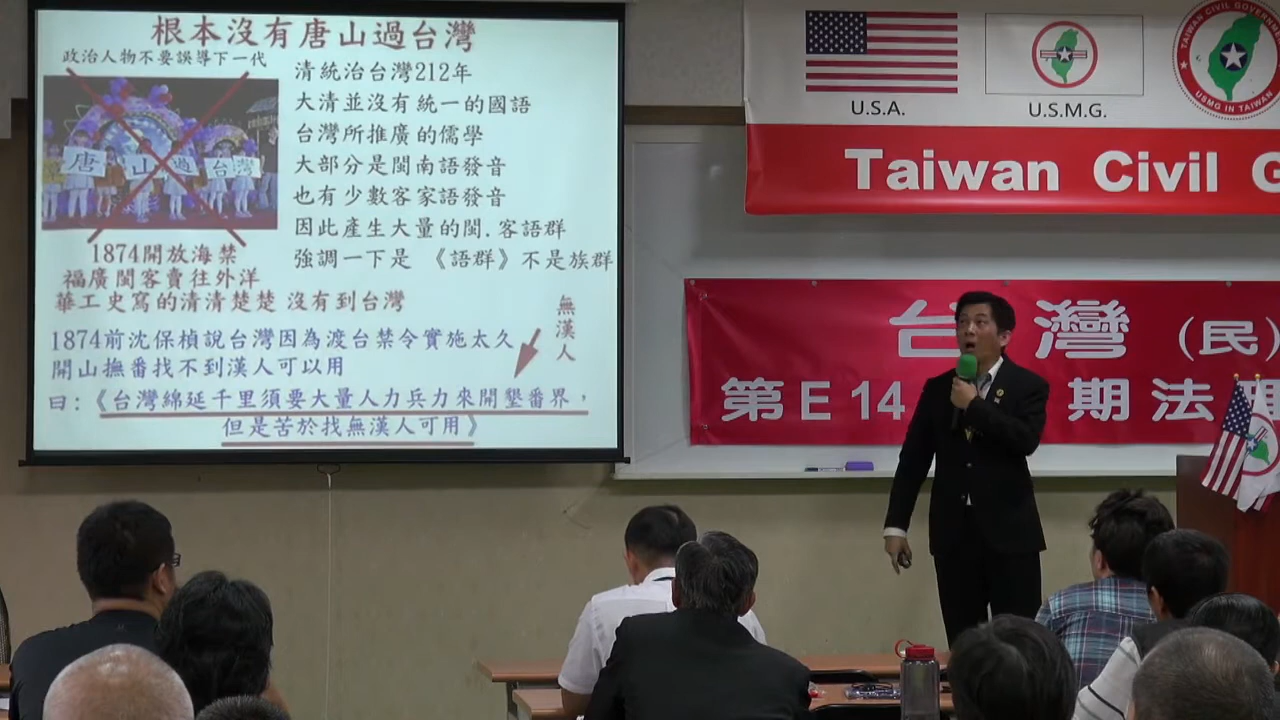 根本沒有唐山過台灣
政治人物不要誤導下一代
唐山過台灣
清統治台灣212年
大清並沒有統一的國語
台灣所推廣的儒學
大部分是閩南語發音
也有少數客家語發音
因此產生大量的閩.客語群
強調一下是 《語群》不是族群
1874開放海禁
福廣閩客賣往外洋
華工史寫的清清楚楚 沒有到台灣
無漢人
1874前沈保楨說台灣因為渡台禁令實施太久
開山撫番找不到漢人可以用
曰:《台灣綿延千里須要大量人力兵力來開墾番界,
但是苦於找無漢人可用》
U.S.A.
U.S.M.G.
TAIWAN CIVIL GOVERNM
USMG IN TAIWAN
Taiwan Civil G
台灣(民)
第E14 期法理